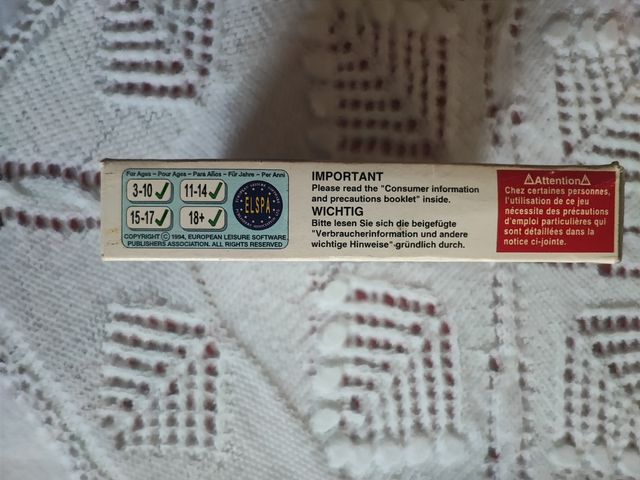 For Ages – Pour Ages – Para Años – Für Jahre – Per Anni
3-10
11-14
15-17
18+
ELSPA
COPYRIGHT © 1994, EUROPEAN LEISURE SOFTWARE
PUBLISHERS ASSOCIATION. ALL RIGHTS RESERVED
IMPORTANT
Please read the "Consumer information
and precautions booklet" inside.
WICHTIG
Bitte lesen Sie sich die beigefügte
"Verbraucherinformation und andere
wichtige Hinweise" gründlich durch.
Attention
Chez certaines personnes,
l'utilisation de ce jeu
nécessite des précautions
d'emploi particulières qui
sont détaillées dans la
notice ci-jointe.